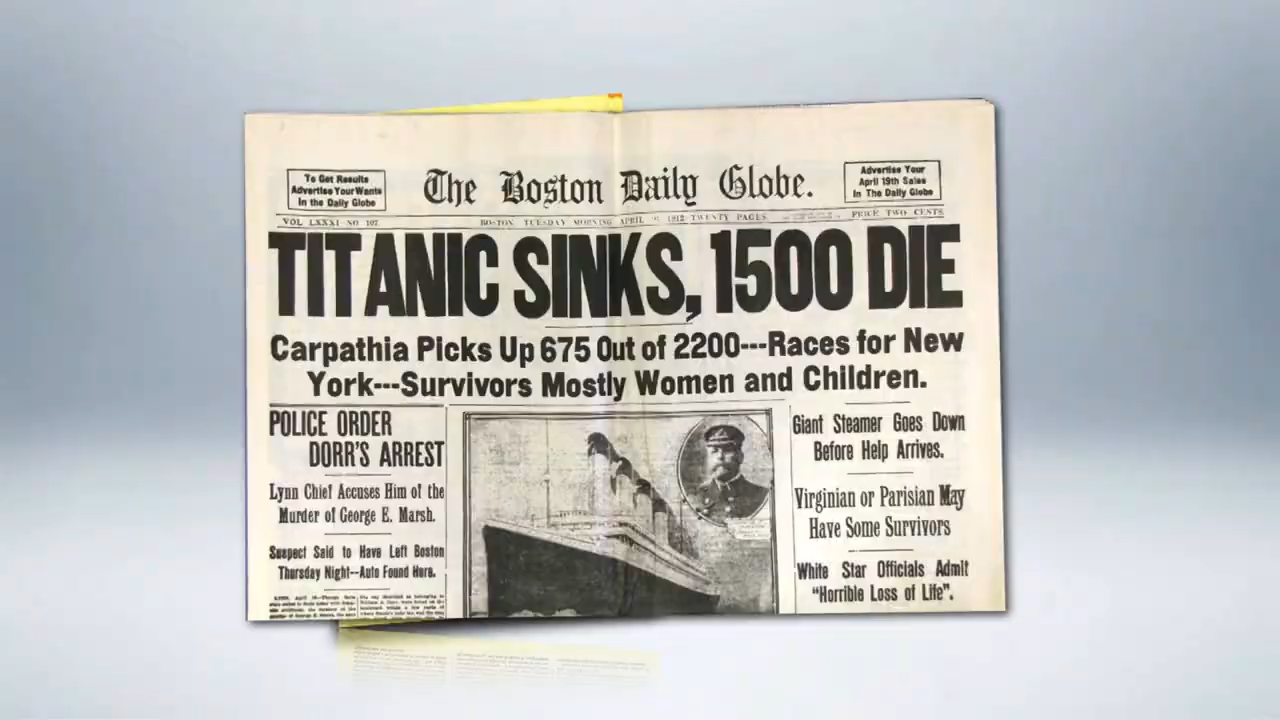 To Get Results
Advertise Your Wants
In the Daily Globe
The Boston Daily Globe.
Advertise Your
April 19th Sales
In The Daily Globe
VOL LXXXI NO 107
BOSTON, TUESDAY MORNING, APRIL 1912 TWENTY PAGES
PRICE TWO CENTS
TITANIC SINKS, 1500 DIE
Carpathia Picks Up 675 Out of 2200---Races for New
York---Survivors Mostly Women and Children.
POLICE ORDER
DORR'S ARREST
Lynn Chief Accuses Him of the
Murder of George E. Marsh.
Suspect Said to Have Left Boston
Thursday Night--Auto Found Here.
Giant Steamer Goes Down
Before Help Arrives.
Virginian or Parisian May
Have Some Survivors
White Star Officials Admit
"Horrible Loss of Life".